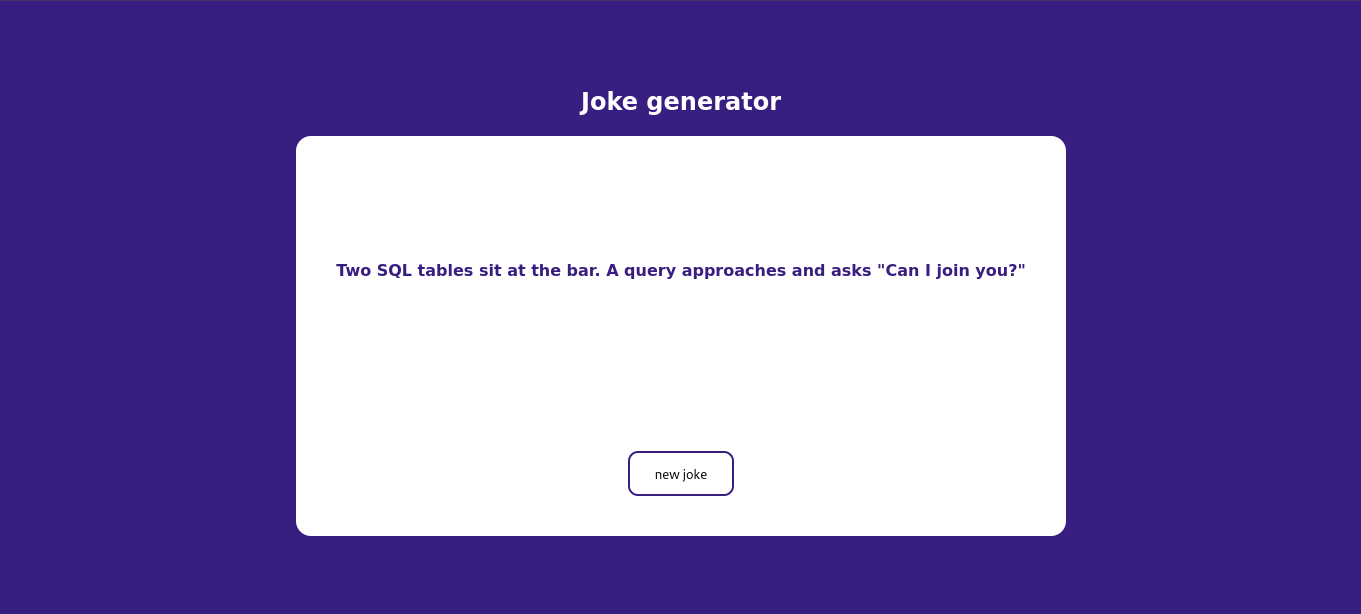 Joke generator
Two SQL tables sit at the bar. A query approaches and asks "Can I join you?"
new joke